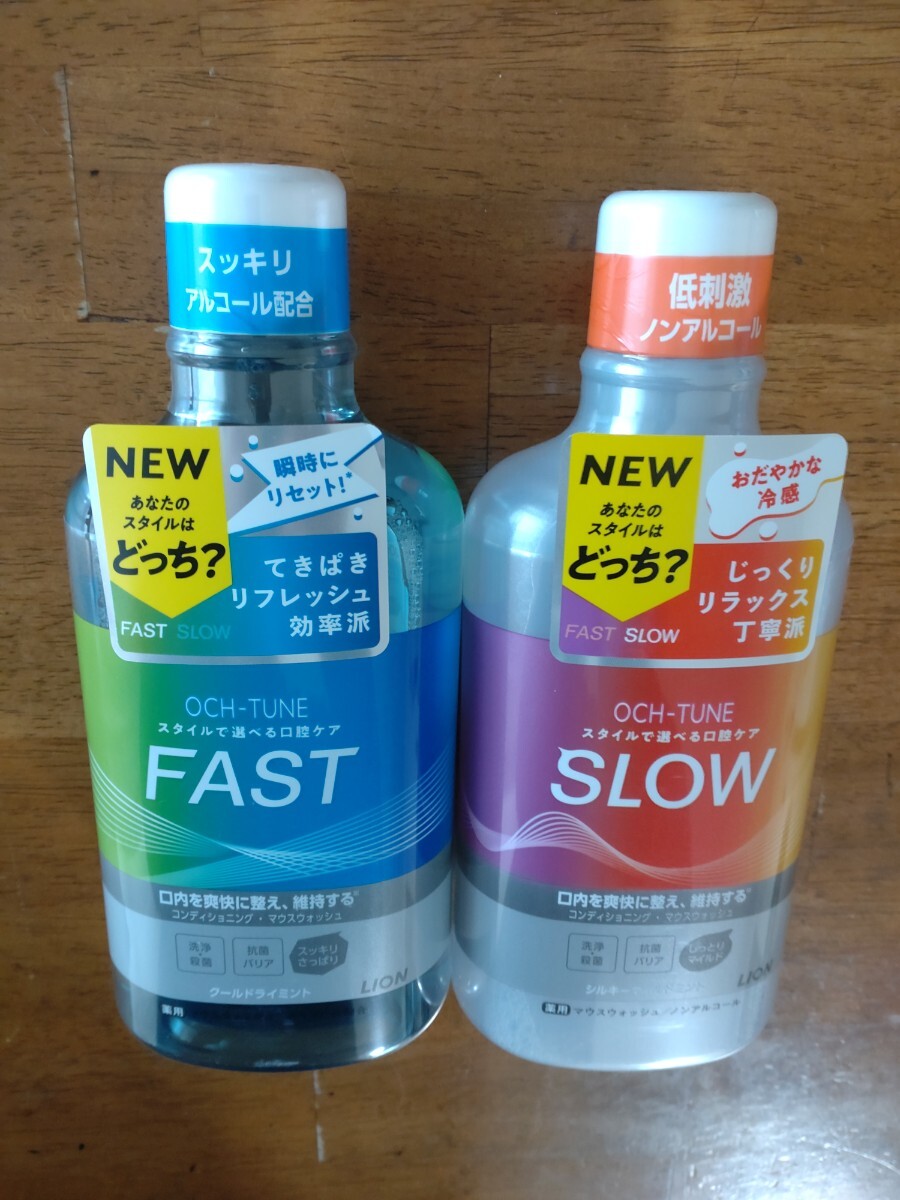 スッキリ
アルコール配合
NEW
あなたの
スタイルは
どっち?
FAST SLOW
瞬時に
リセット!*
てきぱき
リフレッシュ
効率派
OCH-TUNE
スタイルで選べる口腔ケア
FAST
口内を爽快に整え、維持する*
コンディショニング・マウスウォッシュ
洗浄
殺菌
抗菌
バリア
スッキリ
さっぱり
LION
クールドライミント
薬用
低刺激
ノンアルコール
NEW
あなたの
スタイルは
どっち?
FAST SLOW
おだやかな
冷感
じっくり
リラックス
丁寧派
OCH-TUNE
スタイルで選べる口腔ケア
SLOW
口内を爽快に整え、維持する*
コンディショニング・マウスウォッシュ
洗浄
殺菌
抗菌
バリア
しっとり
マイルド
LION
薬用 マウスウォッシュ/ノンアルコール